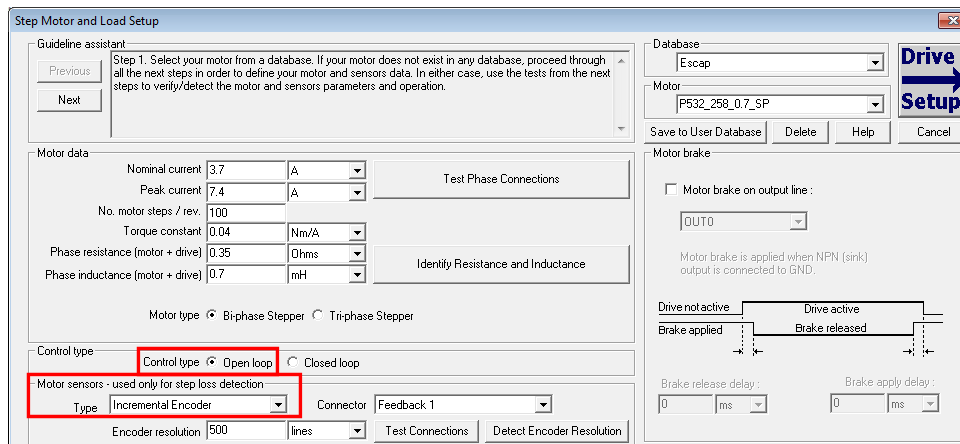 Step Motor and Load Setup
Guideline assistant
Previous
Next
Step 1. Select your motor from a database. If your motor does not exist in any database, proceed through
all the next steps in order to define your motor and sensors data. In either case, use the tests from the next
steps to verify/detect the motor and sensors parameters and operation.
Database
Escap
Motor
P532_258_0.7_SP
Drive
Setup
Save to User Database
Delete
Help
Cancel
Motor data
Nominal current 3.7 A
Peak current 7.4 A
No. motor steps / rev. 100
Torque constant 0.04 Nm/A
Phase resistance (motor + drive) 0.35 Ohms
Phase inductance (motor + drive) 0.7 mH
Test Phase Connections
Identify Resistance and Inductance
Motor type Bi-phase Stepper Tri-phase Stepper
Control type
Control type Open loop Closed loop
Motor sensors - used only for step loss detection
Type Incremental Encoder Connector Feedback 1
Encoder resolution 500 lines Test Connections Detect Encoder Resolution
Motor brake
Motor brake on output line :
OUT0
Motor brake is applied when NPN (sink)
output is connected to GND.
Drive not active Drive active
Brake applied Brake released
Brake release delay :
0 ms
Brake apply delay :
0 ms